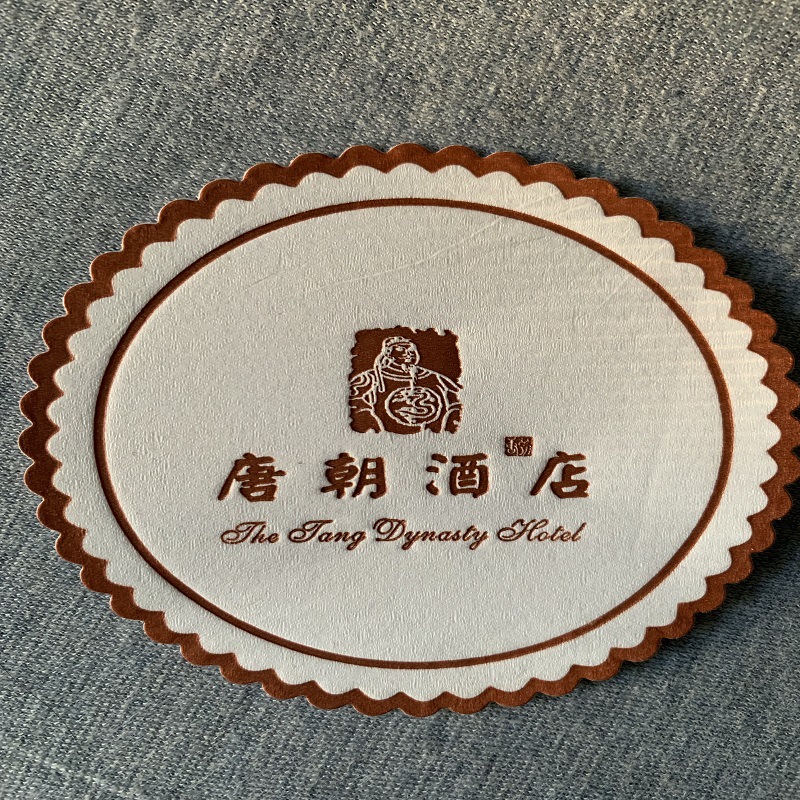 唐朝酒店
The Tang Dynasty Hotel